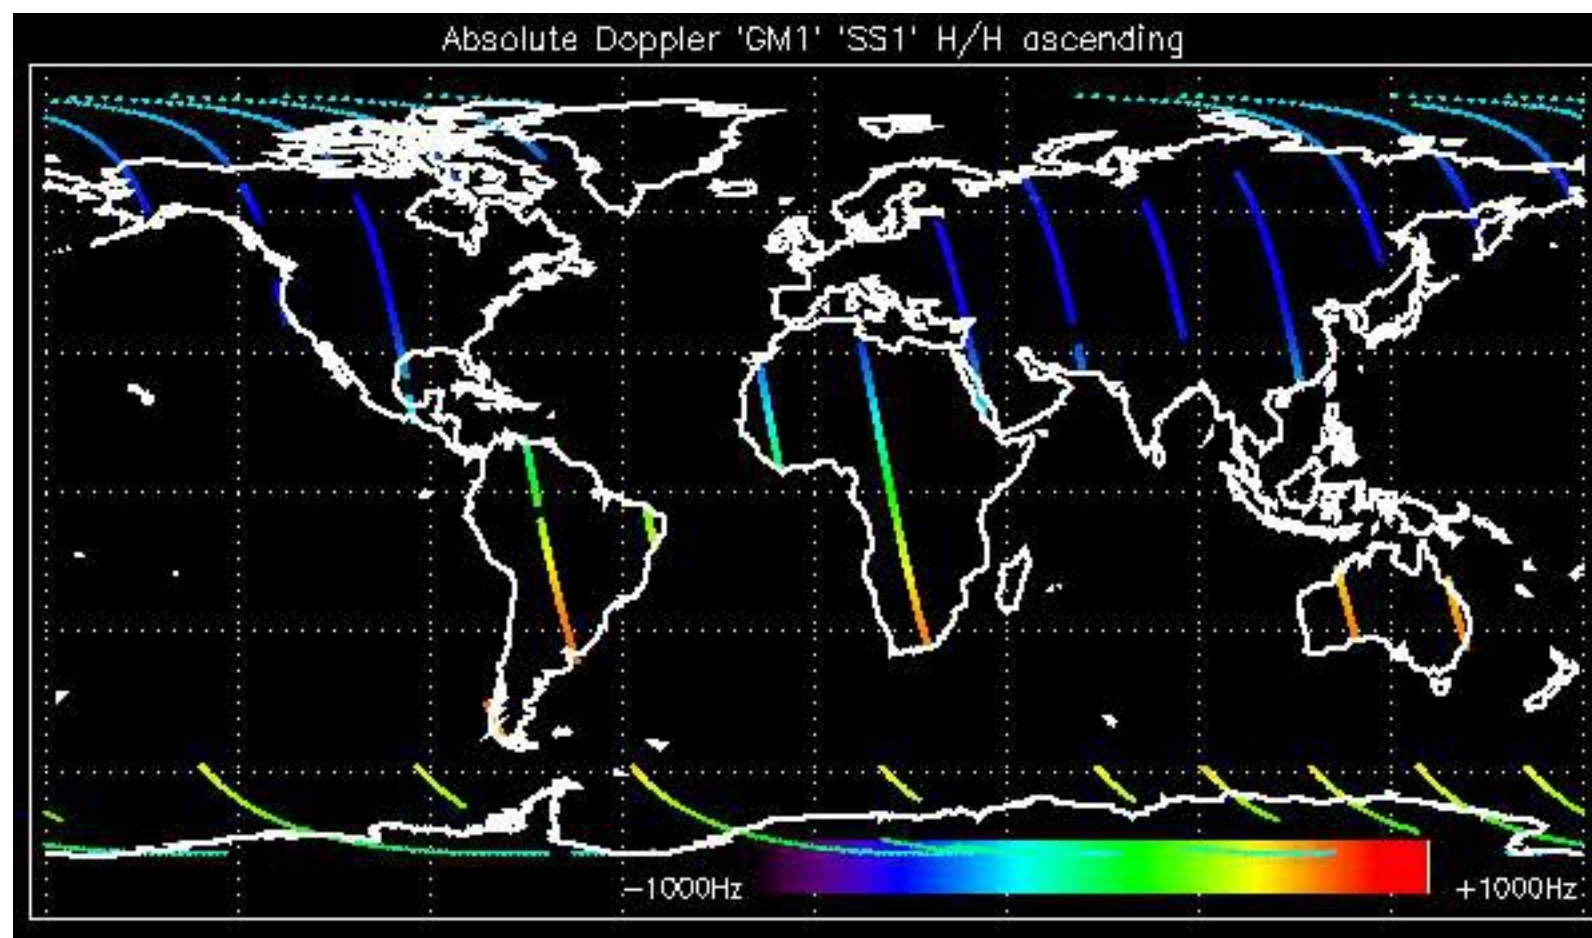 Absolute Doppler 'GM1' 'SS1' H/H ascending
−1000Hz
+1000Hz